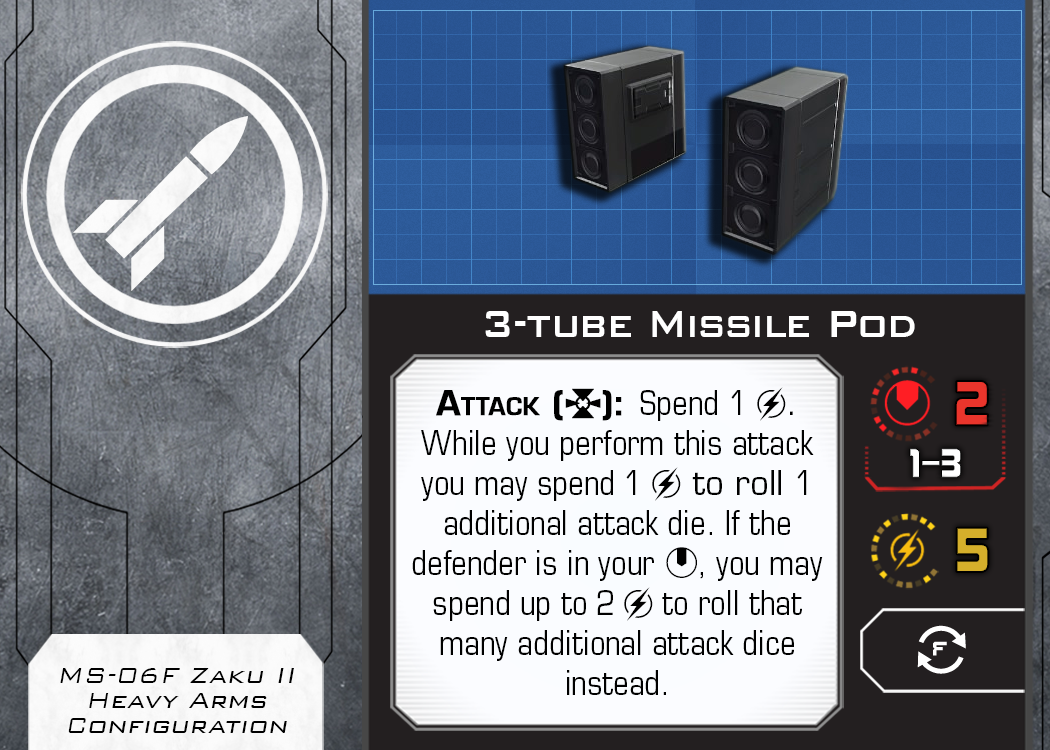 3-TUBE MISSILE POD
ATTACK ( ): Spend 1 .
While you perform this attack
you may spend 1 to roll 1
additional attack die. If the
defender is in your , you may
spend up to 2 to roll that
many additional attack dice
instead.
2
1–3
5
F
MS-06F ZAKU II
HEAVY ARMS
CONFIGURATION